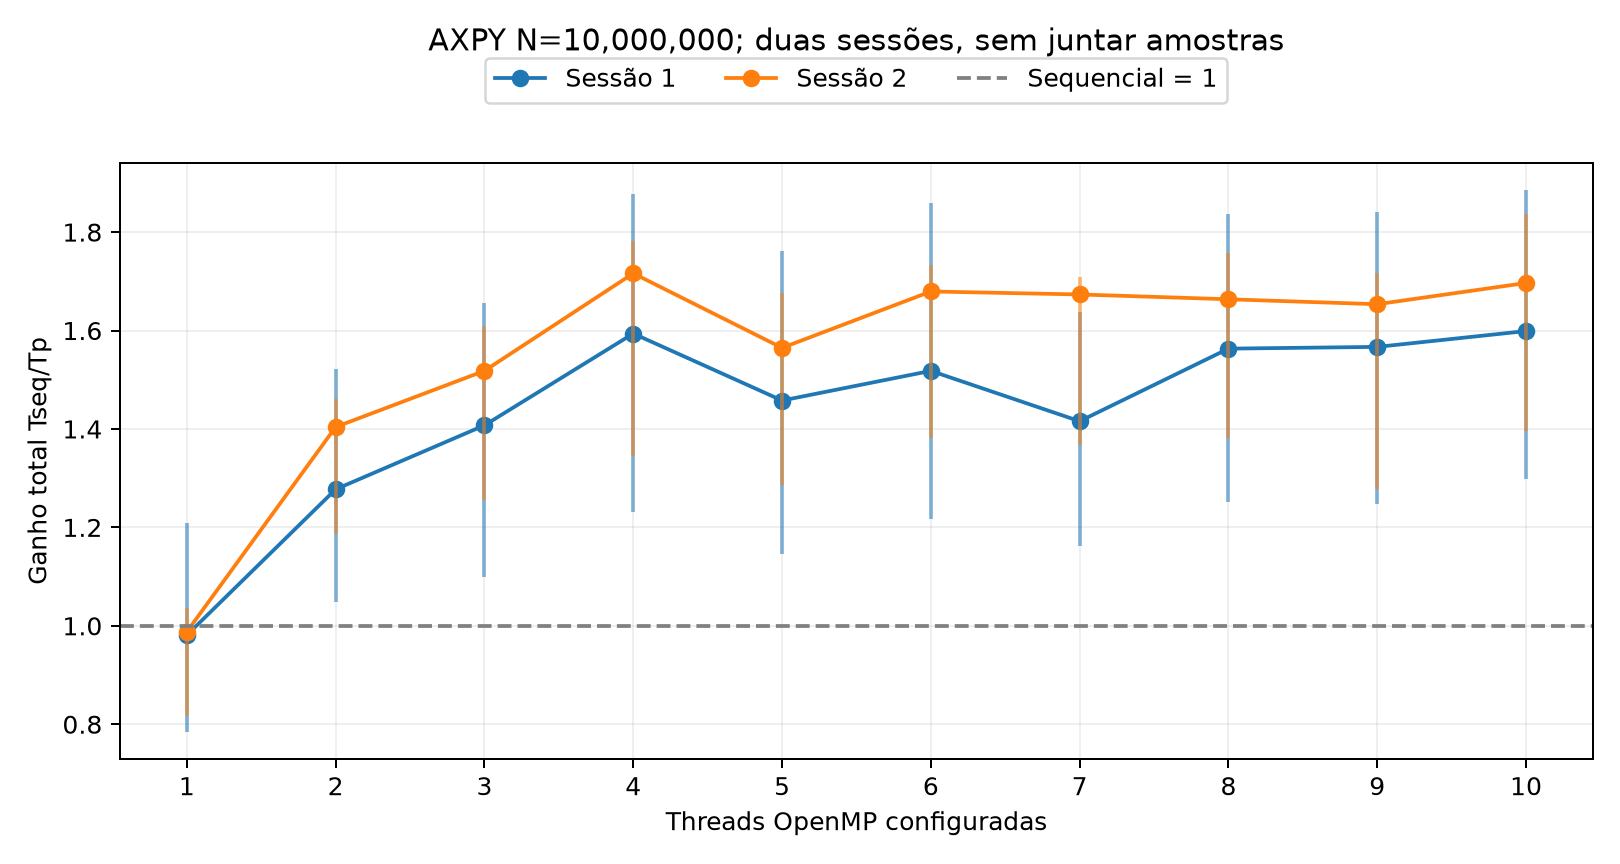 AXPY N=10,000,000; duas sessões, sem juntar amostras
Sessão 1
Sessão 2
Sequencial = 1
Ganho total Tseq/Tp
1.8
1.6
1.4
1.2
1.0
0.8
1 2 3 4 5 6 7 8 9 10
Threads OpenMP configuradas